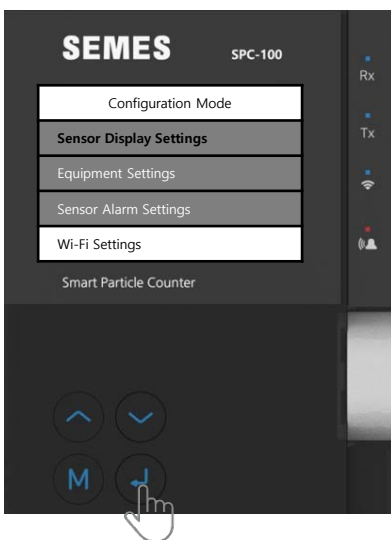 SEMES SPC-100
Rx
Configuration Mode
Sensor Display Settings
Tx
Equipment Settings
Sensor Alarm Settings
Wi-Fi Settings
Smart Particle Counter
M